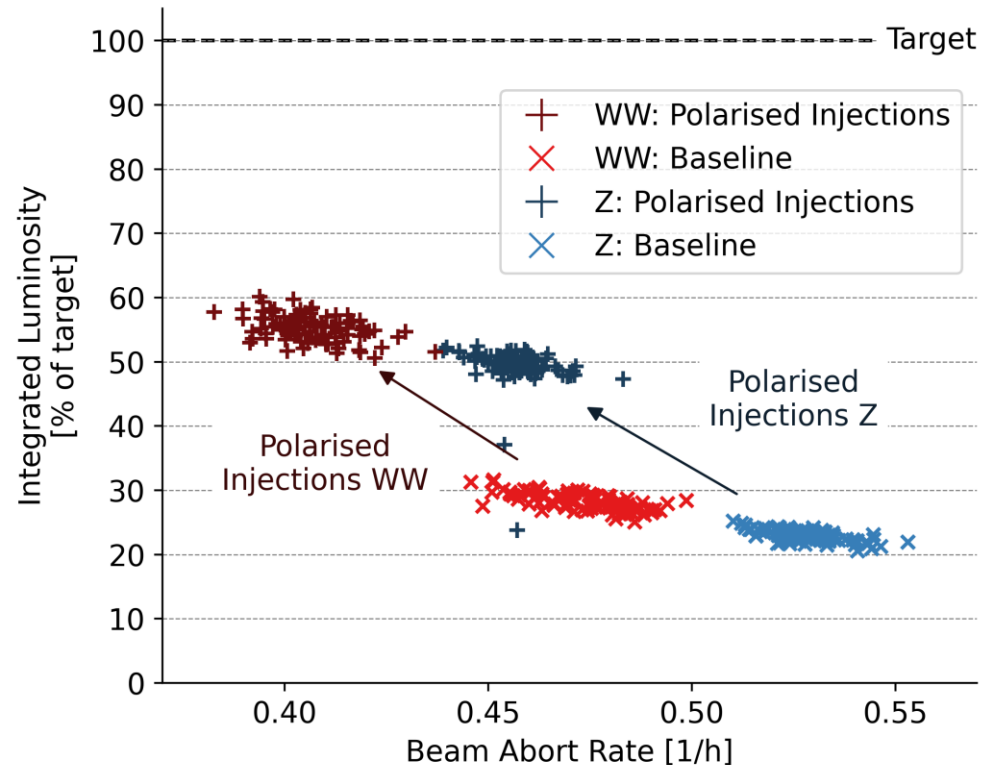 Target
100
90
80
70
60
50
40
30
20
10
0
Integrated Luminosity
[% of target]
WW: Polarised Injections
WW: Baseline
Z: Polarised Injections
Z: Baseline
Polarised
Injections Z
Polarised
Injections WW
0.40 0.45 0.50 0.55
Beam Abort Rate [1/h]